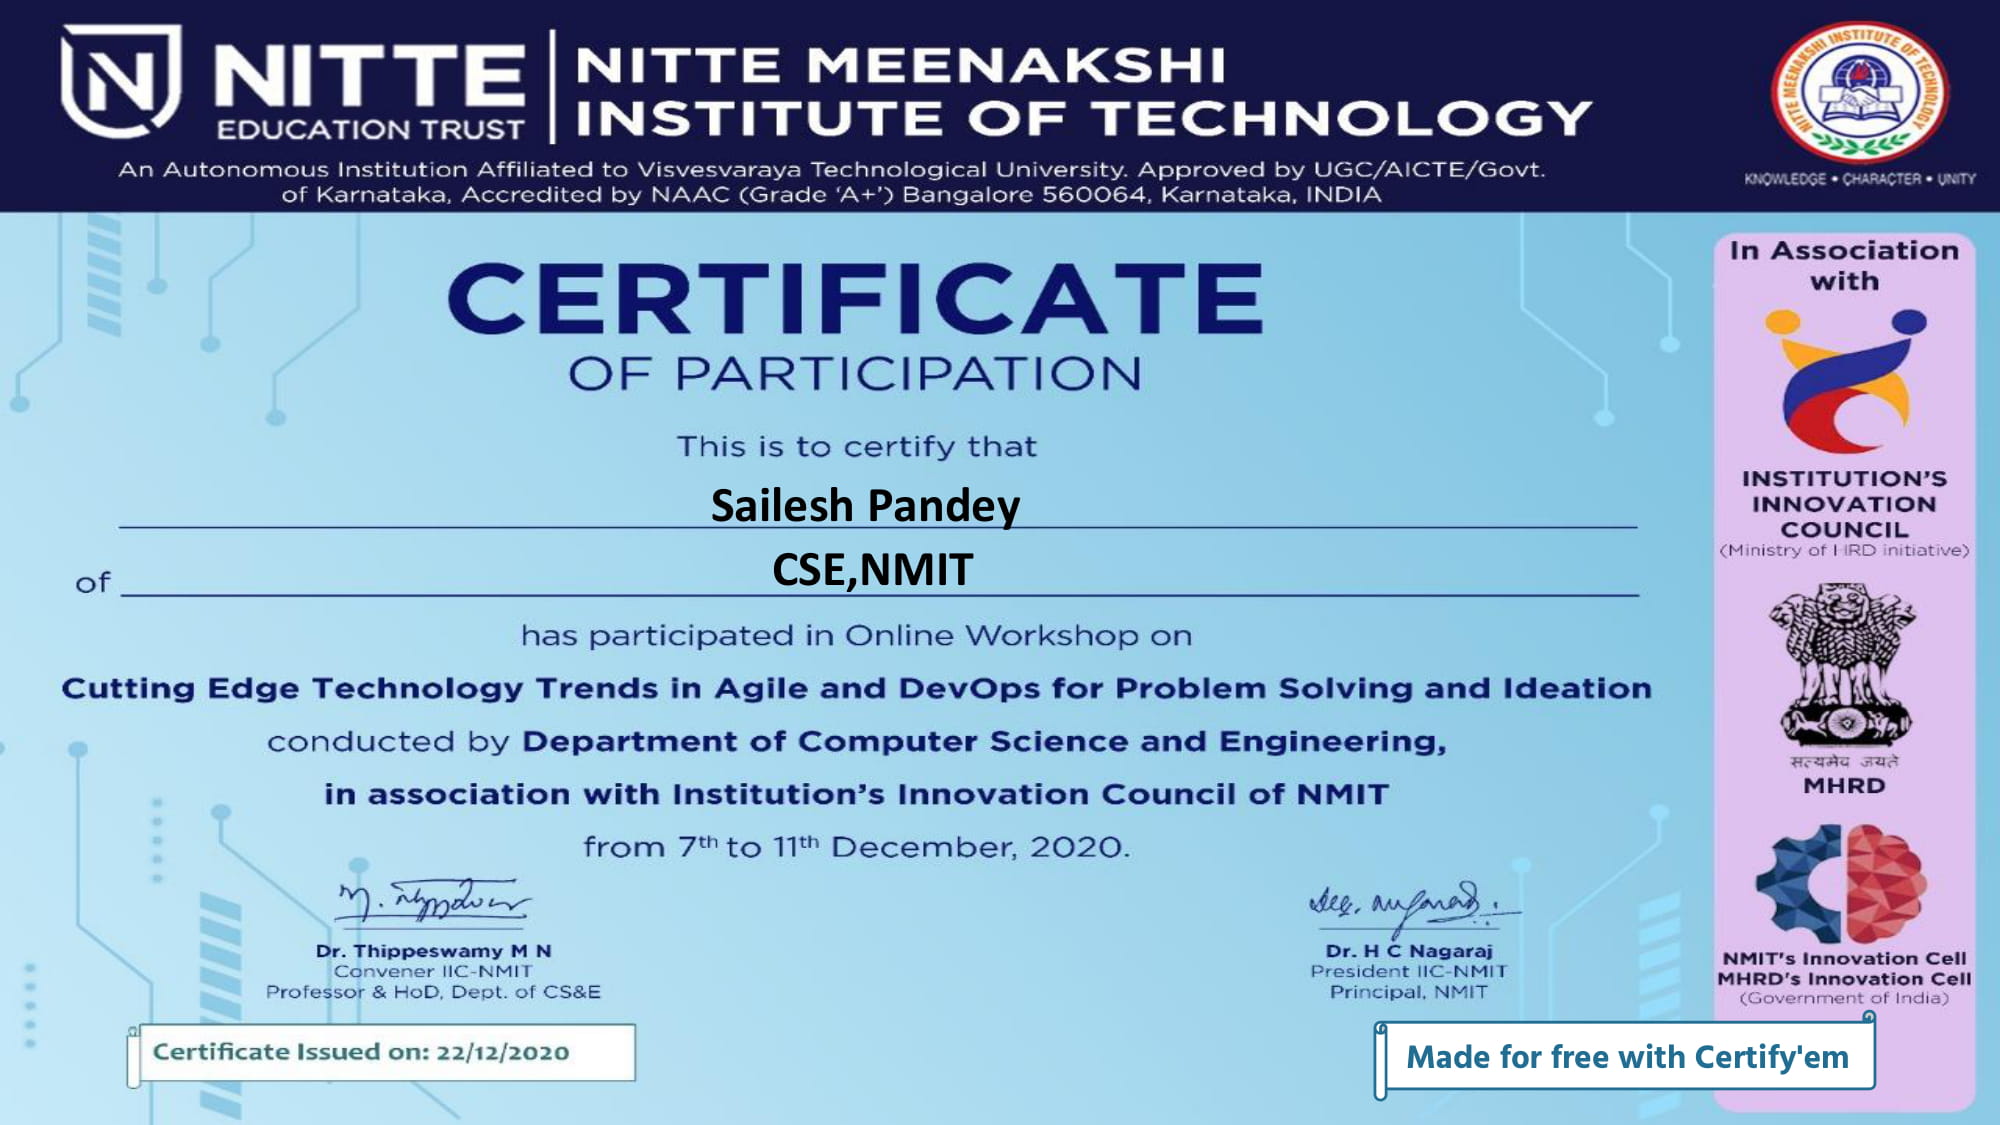 N NITTE
EDUCATION TRUST
NITTE MEENAKSHI
INSTITUTE OF TECHNOLOGY
An Autonomous Institution Affiliated to Visvesvaraya Technological University. Approved by UGC/AICTE/Govt.
of Karnataka, Accredited by NAAC (Grade ‘A+’) Bangalore 560064, Karnataka, INDIA
NITTE MEENAKSHI INSTITUTE OF TECHNOLOGY
KNOWLEDGE • CHARACTER • UNITY
CERTIFICATE
OF PARTICIPATION
This is to certify that
Sailesh Pandey
of CSE,NMIT
has participated in Online Workshop on
Cutting Edge Technology Trends in Agile and DevOps for Problem Solving and Ideation
conducted by Department of Computer Science and Engineering,
in association with Institution’s Innovation Council of NMIT
from 7th to 11th December, 2020.
Dr. Thippeswamy M N
Convener IIC-NMIT
Professor & HoD, Dept. of CS&E
Dr. H C Nagaraj
President IIC-NMIT
Principal, NMIT
Certificate Issued on: 22/12/2020
Made for free with Certify'em
In Association
with
INSTITUTION’S
INNOVATION
COUNCIL
(Ministry of HRD initiative)
सत्यमेव जयते
MHRD
NMIT's Innovation Cell
MHRD's Innovation Cell
(Government of India)